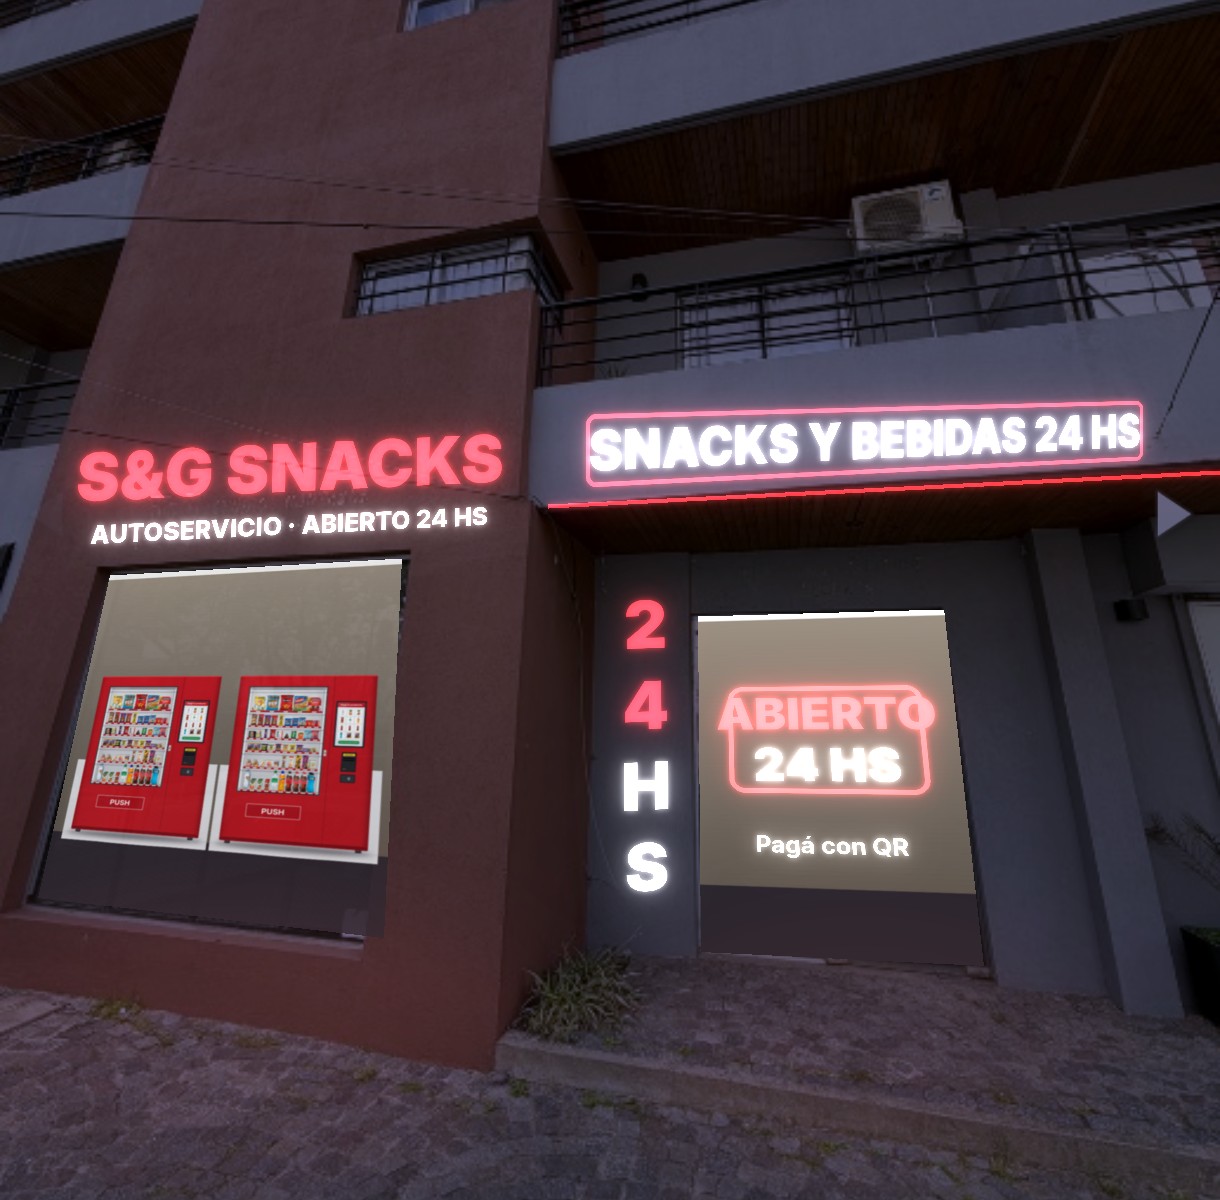 S&G SNACKS
AUTOSERVICIO · ABIERTO 24 HS
SNACKS Y BEBIDAS 24 HS
2
4
H
S
ABIERTO
24 HS
Pagá con QR
PUSH
PUSH